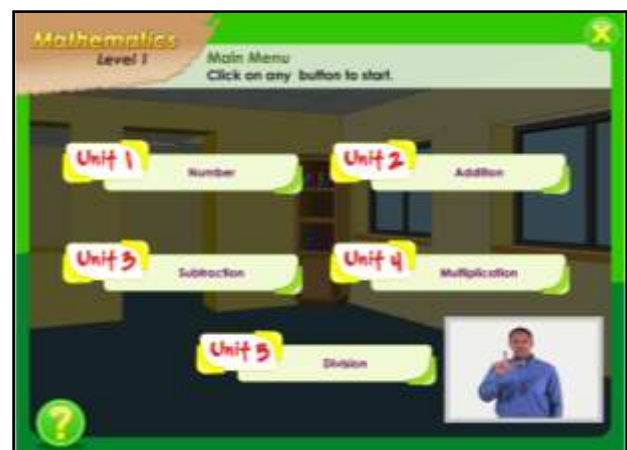 Mathematics
Level 1
Main Menu
Click on any button to start.
Unit 1
Number
Unit 2
Addition
Unit 3
Subtraction
Unit 4
Multiplication
Unit 5
Division
X
?